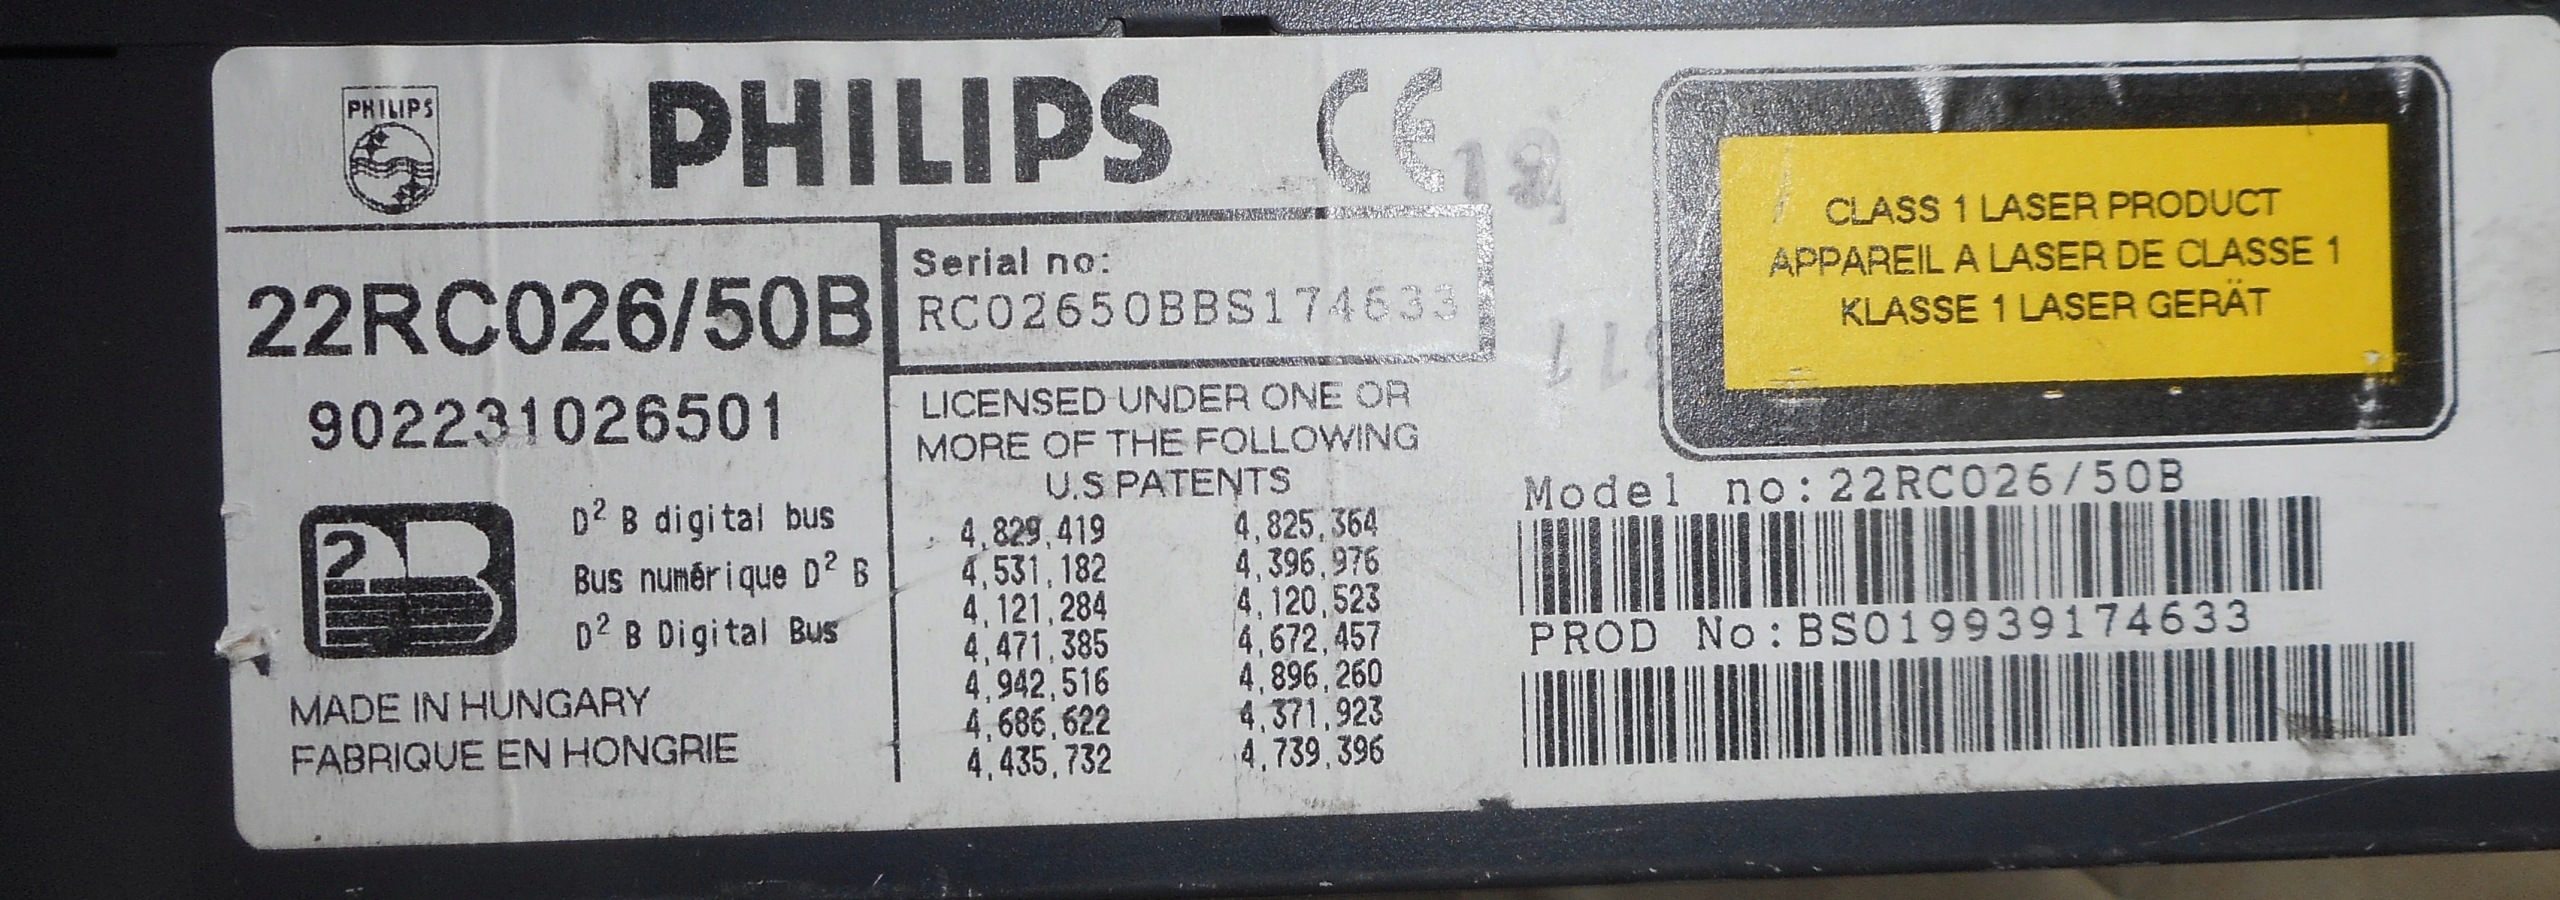 PHILIPS
PHILIPS
CE
22RC026/50B
902231026501
Serial no:
RC02650BBS174633
D² B digital bus
Bus numérique D² B
D² B Digital Bus
2B
MADE IN HUNGARY
FABRIQUE EN HONGRIE
LICENSED UNDER ONE OR
MORE OF THE FOLLOWING
U.S PATENTS
4,829,419 4,825,364
4,531,182 4,396,976
4,121,284 4,120,523
4,471,385 4,672,457
4,942,516 4,896,260
4,686,622 4,371,923
4,435,732 4,739,396
CLASS 1 LASER PRODUCT
APPAREIL A LASER DE CLASSE 1
KLASSE 1 LASER GERÄT
Model no:22RC026/50B
PROD No:BS019939174633